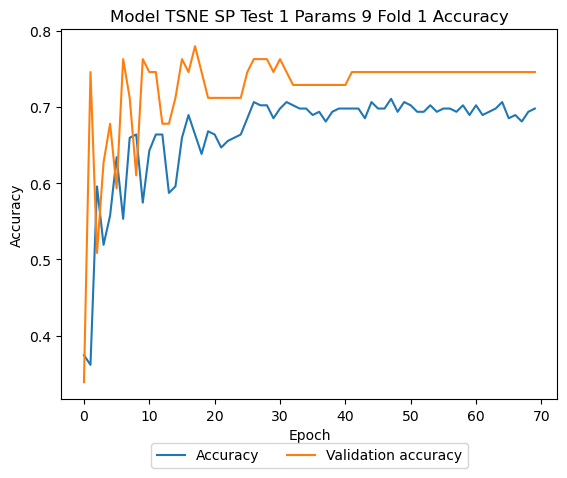 Model TSNE SP Test 1 Params 9 Fold 1 Accuracy
0.8
0.7
0.6
0.5
0.4
Accuracy
0 10 20 30 40 50 60 70
Epoch
Accuracy Validation accuracy